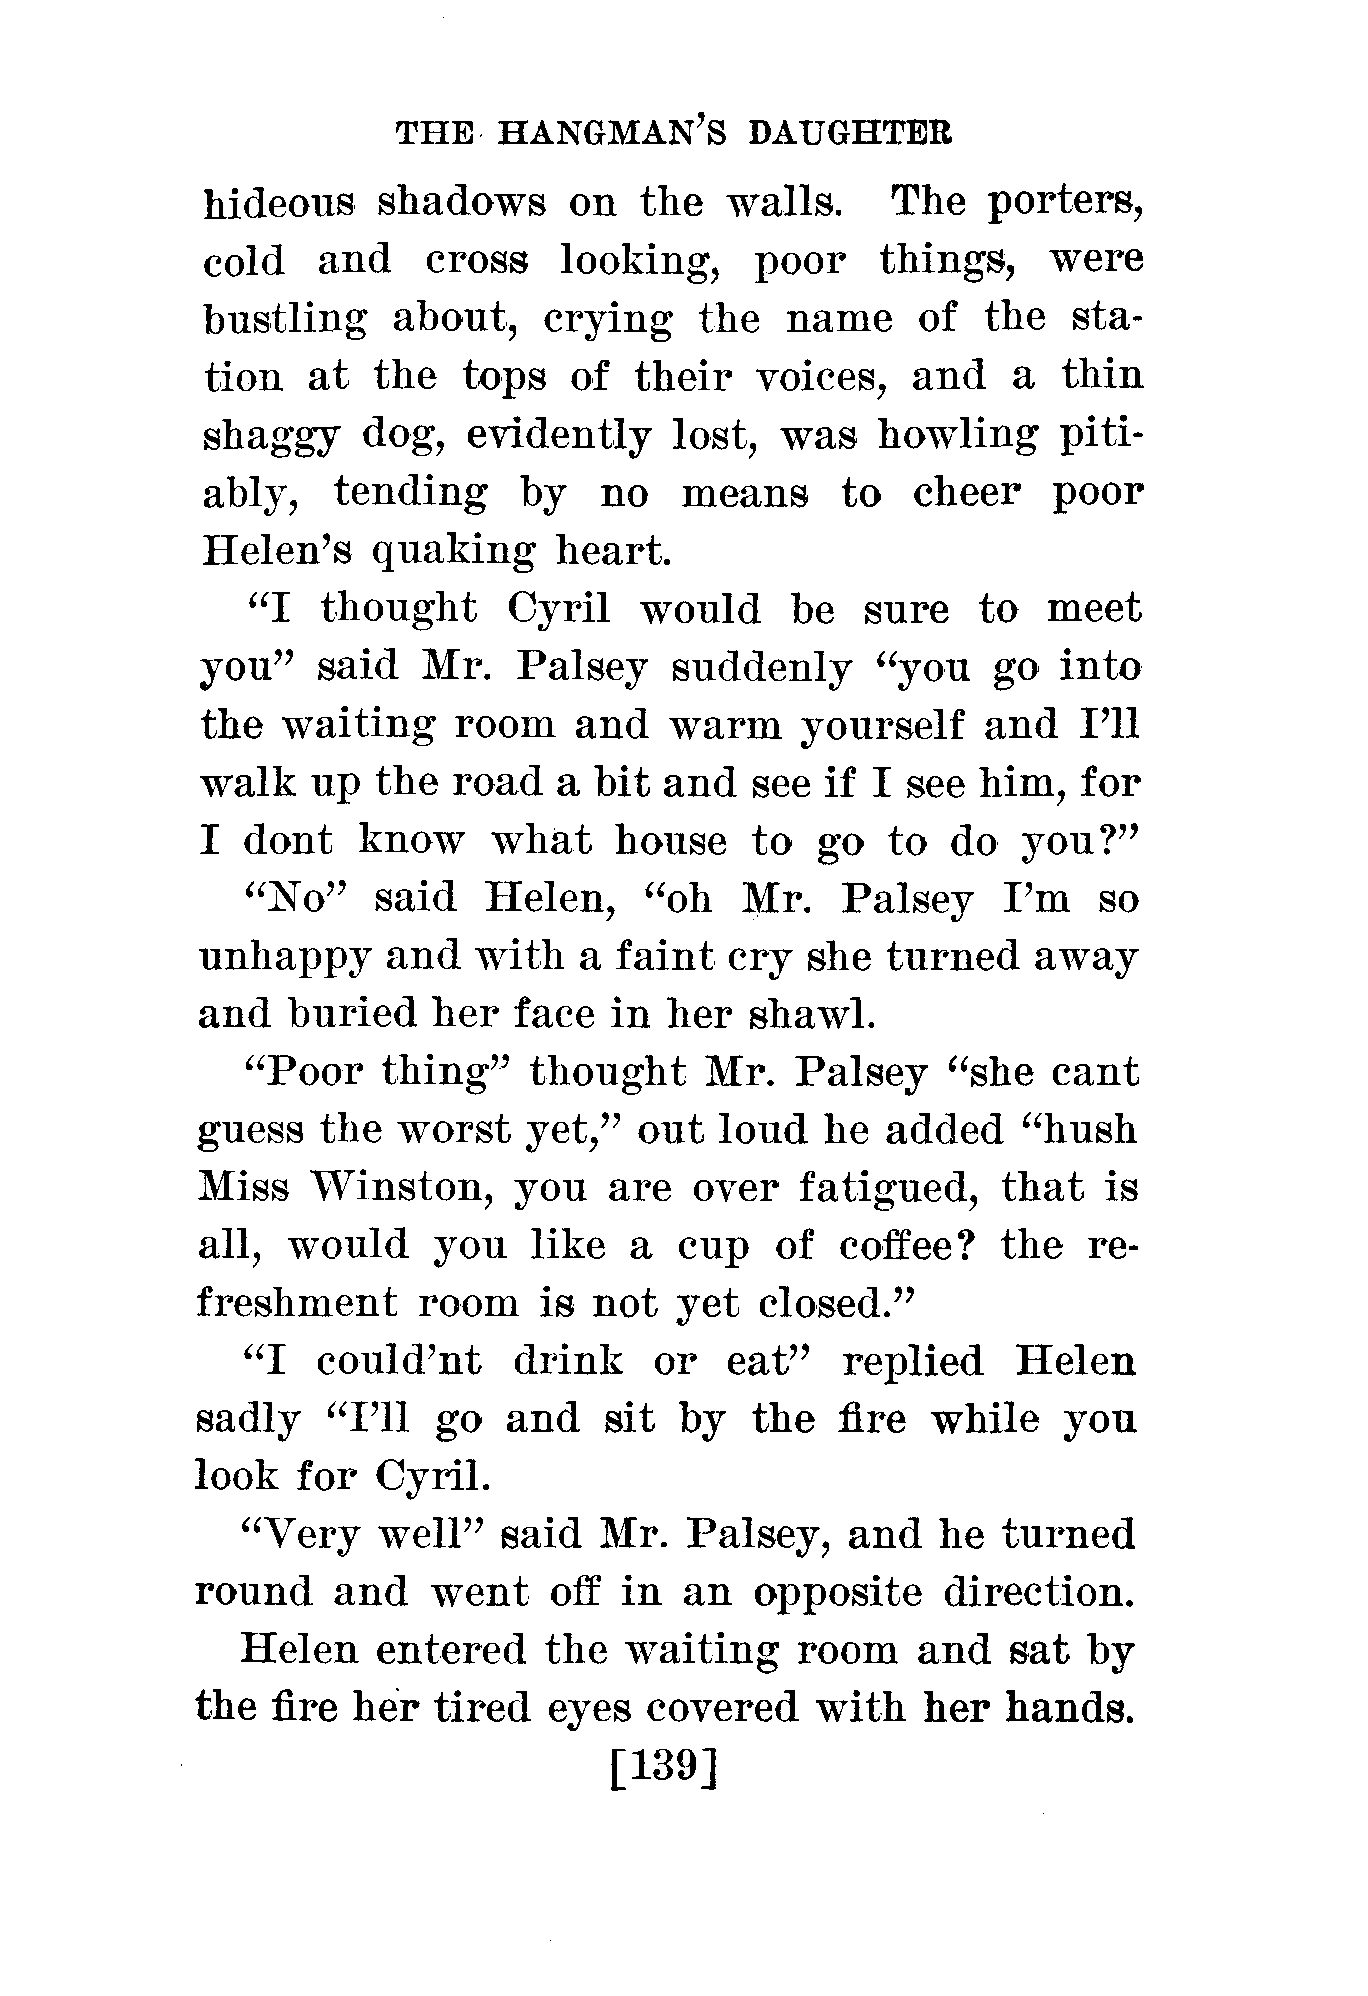 THE HANGMAN'S DAUGHTER
hideous shadows on the walls. The porters,
cold and cross looking, poor things, were
bustling about, crying the name of the sta-
tion at the tops of their voices, and a thin
shaggy dog, evidently lost, was howling piti-
ably, tending by no means to cheer poor
Helen's quaking heart.
“I thought Cyril would be sure to meet
you” said Mr. Palsey suddenly “you go into
the waiting room and warm yourself and I'll
walk up the road a bit and see if I see him, for
I dont know what house to go to do you?”
“No” said Helen, “oh Mr. Palsey I'm so
unhappy and with a faint cry she turned away
and buried her face in her shawl.
“Poor thing” thought Mr. Palsey “she cant
guess the worst yet,” out loud he added “hush
Miss Winston, you are over fatigued, that is
all, would you like a cup of coffee? the re-
freshment room is not yet closed.”
“I could'nt drink or eat” replied Helen
sadly “I'll go and sit by the fire while you
look for Cyril.
“Very well” said Mr. Palsey, and he turned
round and went off in an opposite direction.
Helen entered the waiting room and sat by
the fire her tired eyes covered with her hands.
[139]